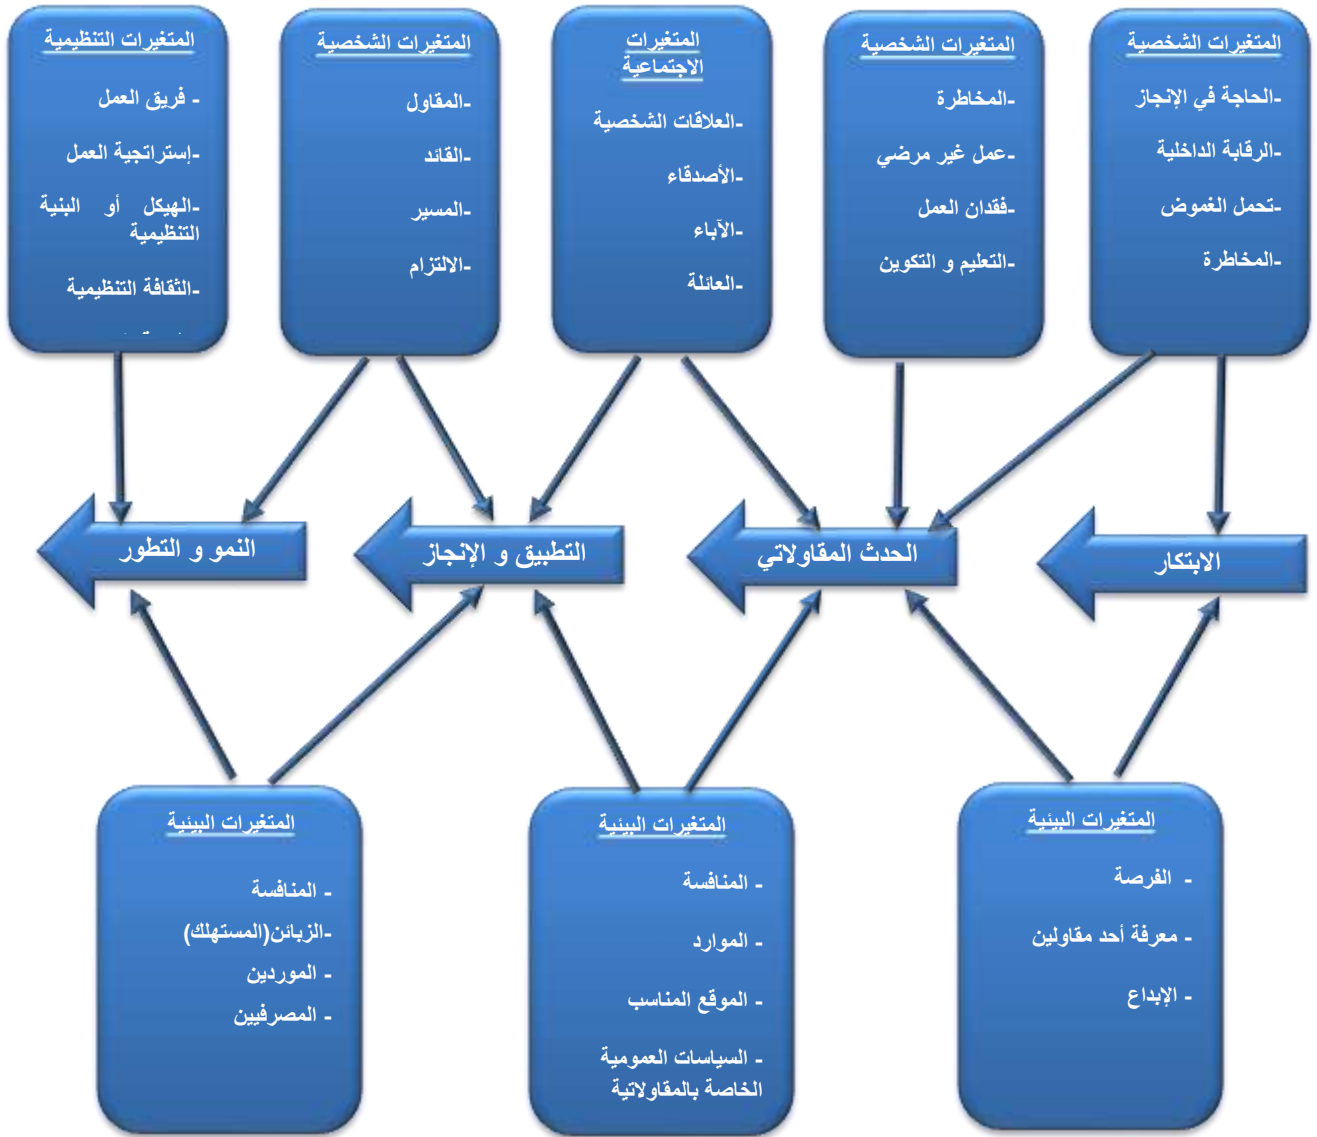 المتغيرات الشخصية
-الحاجة في الإنجاز
-الرقابة الداخلية
-تحمل الغموض
-المخاطرة
المتغيرات الشخصية
-المخاطرة
-عمل غير مرضي
-فقدان العمل
-التعليم و التكوين
المتغيرات
الاجتماعية
-العلاقات الشخصية
-الأصدقاء
-الآباء
-العائلة
المتغيرات الشخصية
-المقاول
-القائد
-المسير
-الالتزام
المتغيرات التنظيمية
- فريق العمل
-إستراتجية العمل
-الهيكل أو البنية
التنظيمية
-الثقافة التنظيمية
الابتكار
الحدث المقاولاتي
التطبيق و الإنجاز
النمو و التطور
المتغيرات البيئية
- الفرصة
- معرفة أحد مقاولين
- الإبداع
المتغيرات البيئية
- المنافسة
- الموارد
- الموقع المناسب
- السياسات العمومية
الخاصة بالمقاولاتية
المتغيرات البيئية
- المنافسة
-الزبائن(المستهلك)
- الموردين
- المصرفيين